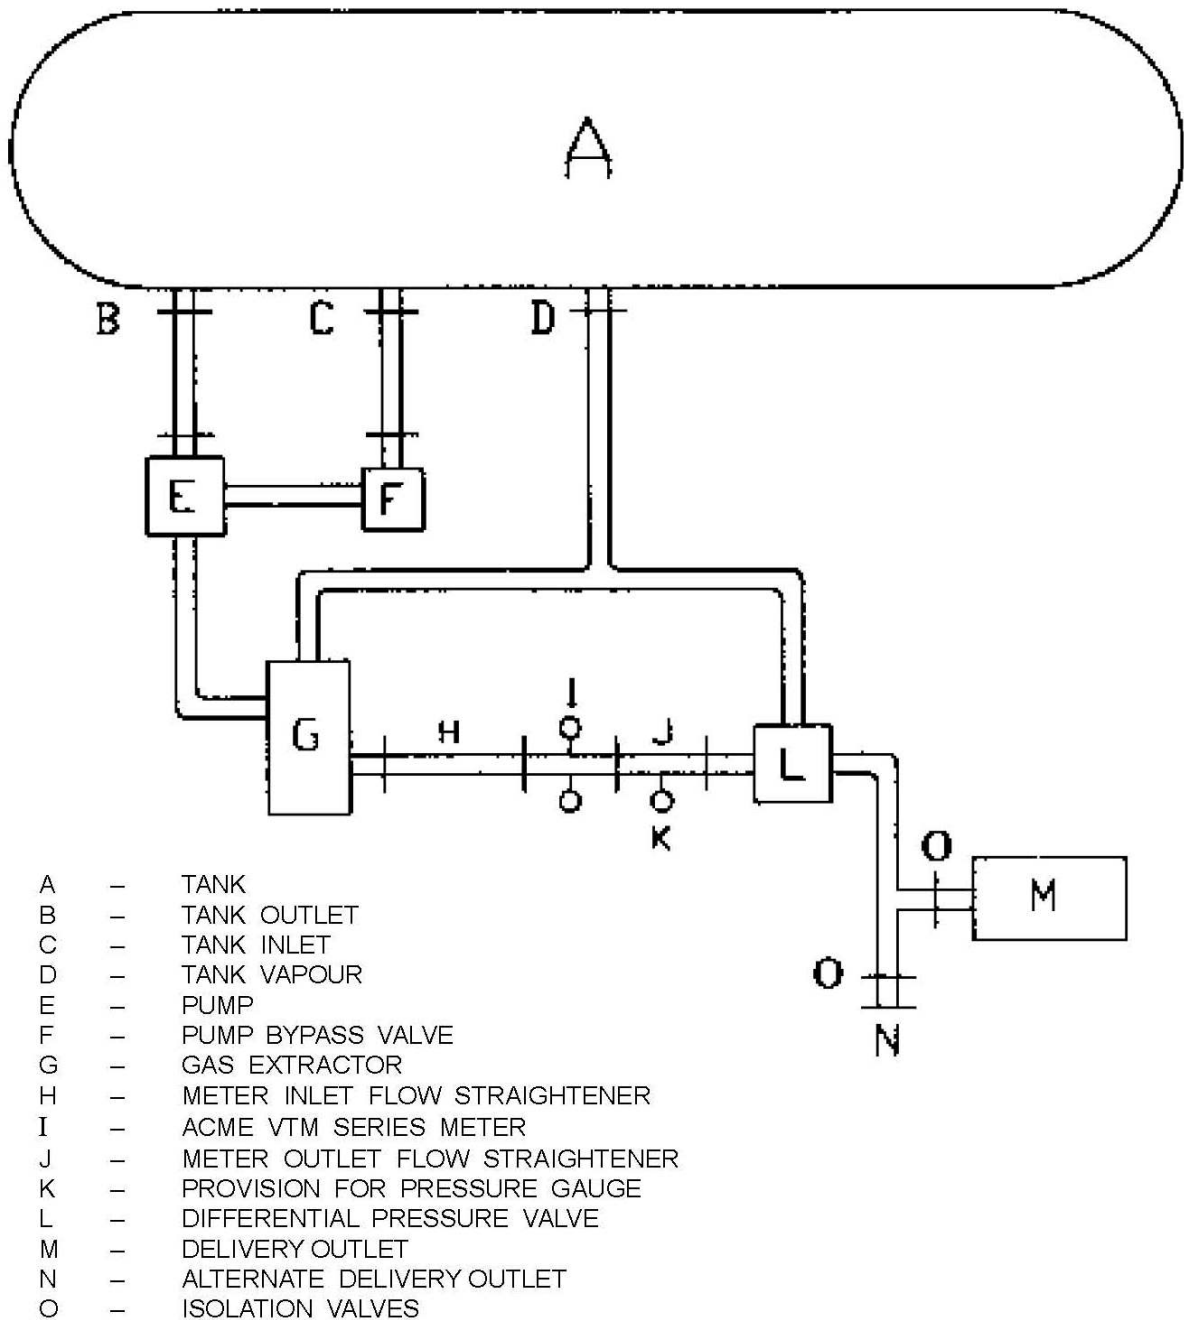 A
B C D
E F
G H I J L
K
O M
O
N
A – TANK
B – TANK OUTLET
C – TANK INLET
D – TANK VAPOUR
E – PUMP
F – PUMP BYPASS VALVE
G – GAS EXTRACTOR
H – METER INLET FLOW STRAIGHTENER
I – ACME VTM SERIES METER
J – METER OUTLET FLOW STRAIGHTENER
K – PROVISION FOR PRESSURE GAUGE
L – DIFFERENTIAL PRESSURE VALVE
M – DELIVERY OUTLET
N – ALTERNATE DELIVERY OUTLET
O – ISOLATION VALVES